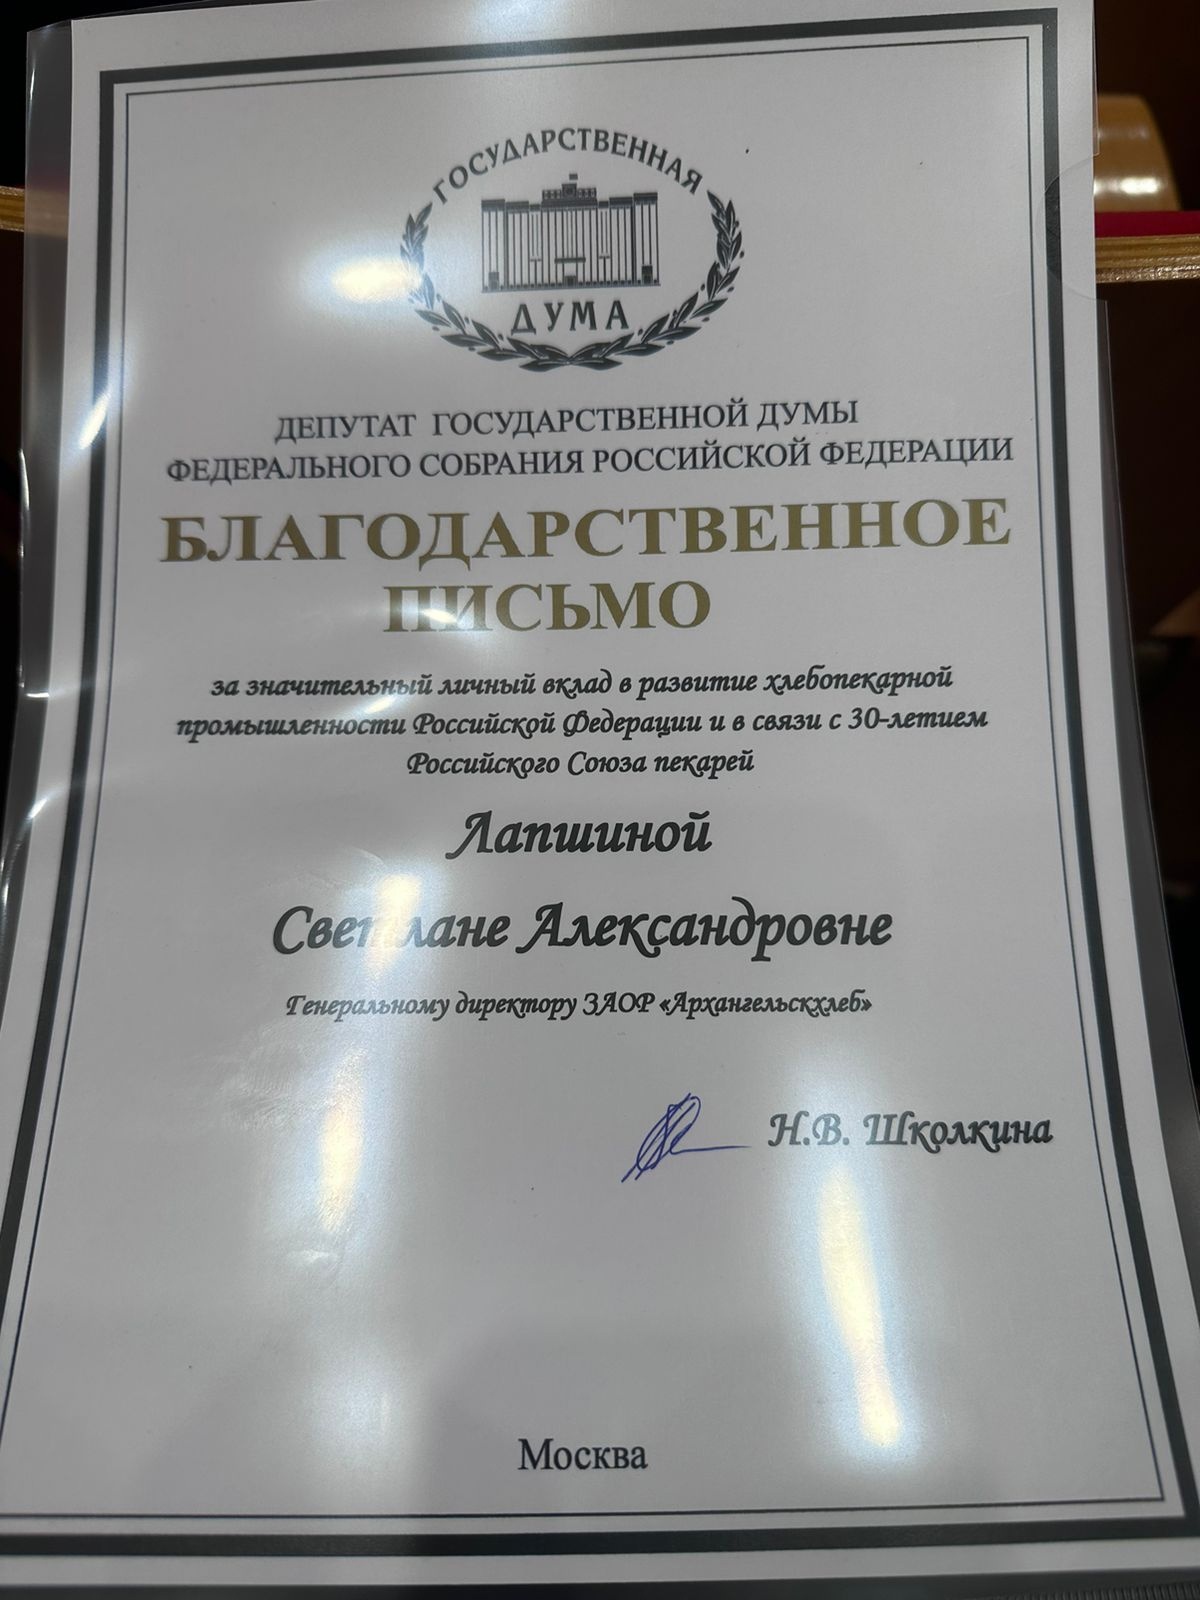 ГОСУДАРСТВЕННАЯ
ДУМА
ДЕПУТАТ ГОСУДАРСТВЕННОЙ ДУМЫ
ФЕДЕРАЛЬНОГО СОБРАНИЯ РОССИЙСКОЙ ФЕДЕРАЦИИ
БЛАГОДАРСТВЕННОЕ
ПИСЬМО
за значительный личный вклад в развитие хлебопекарной
промышленности Российской Федерации и в связи с 30-летием
Российского Союза пекарей
Лапшиной
Светлане Александровне
Генеральному директору ЗАОР «Архангельскхлеб»
Н.В. Школкина
Москва